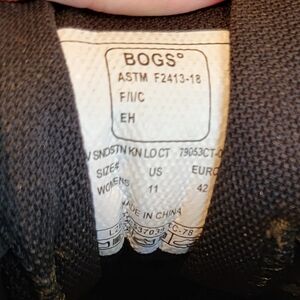 BOGS°
ASTM F2413-18
F/I/C
EH
SNDSTN KN LO CT 79053CT-0
SIZE# US EURO
WOMENS 11 42
MADE IN CHINA